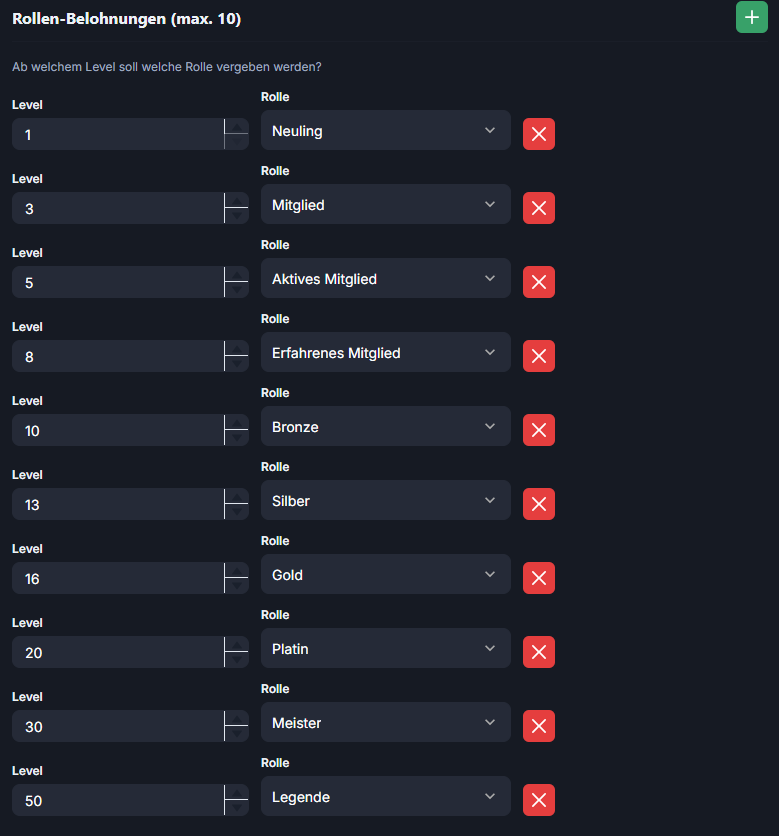 Rollen-Belohnungen (max. 10)
Ab welchem Level soll welche Rolle vergeben werden?
Level Rolle
1 Neuling
Level Rolle
3 Mitglied
Level Rolle
5 Aktives Mitglied
Level Rolle
8 Erfahrenes Mitglied
Level Rolle
10 Bronze
Level Rolle
13 Silber
Level Rolle
16 Gold
Level Rolle
20 Platin
Level Rolle
30 Meister
Level Rolle
50 Legende